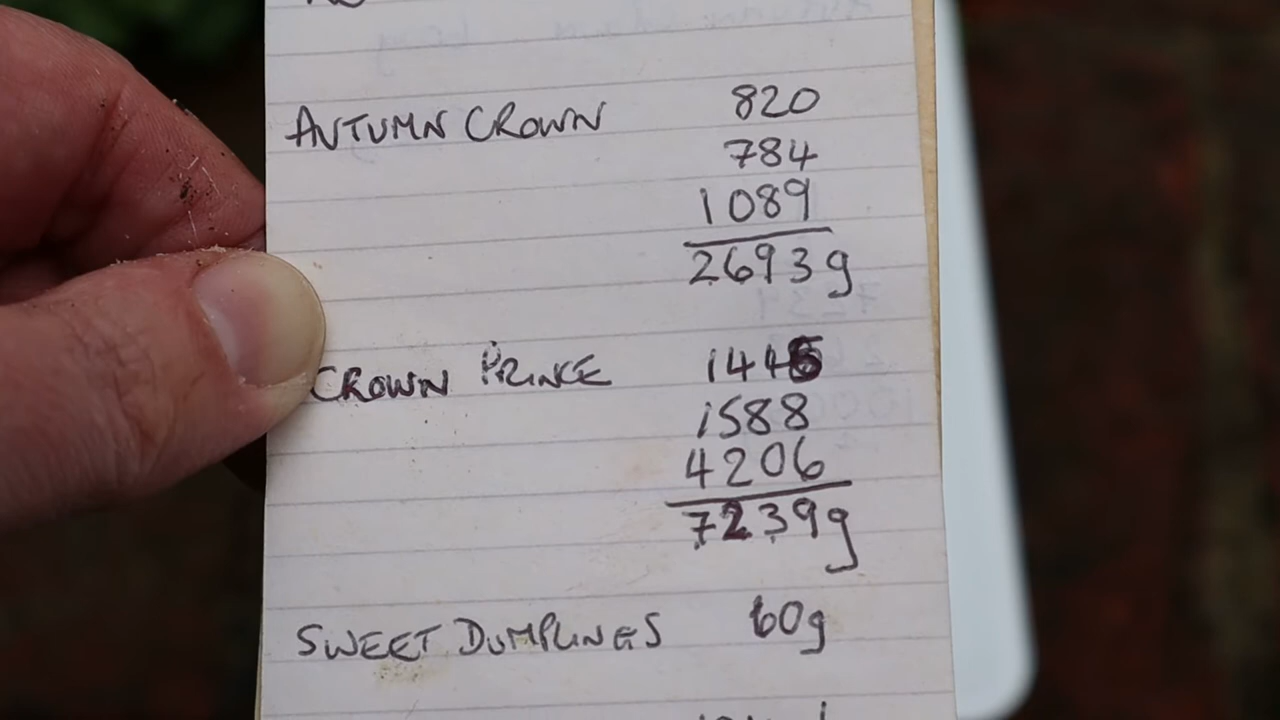 AUTUMN CROWN 820
784
1089
2693g
CROWN PRINCE 1445
1588
4206
7239g
SWEET DUMPLINGS 60g